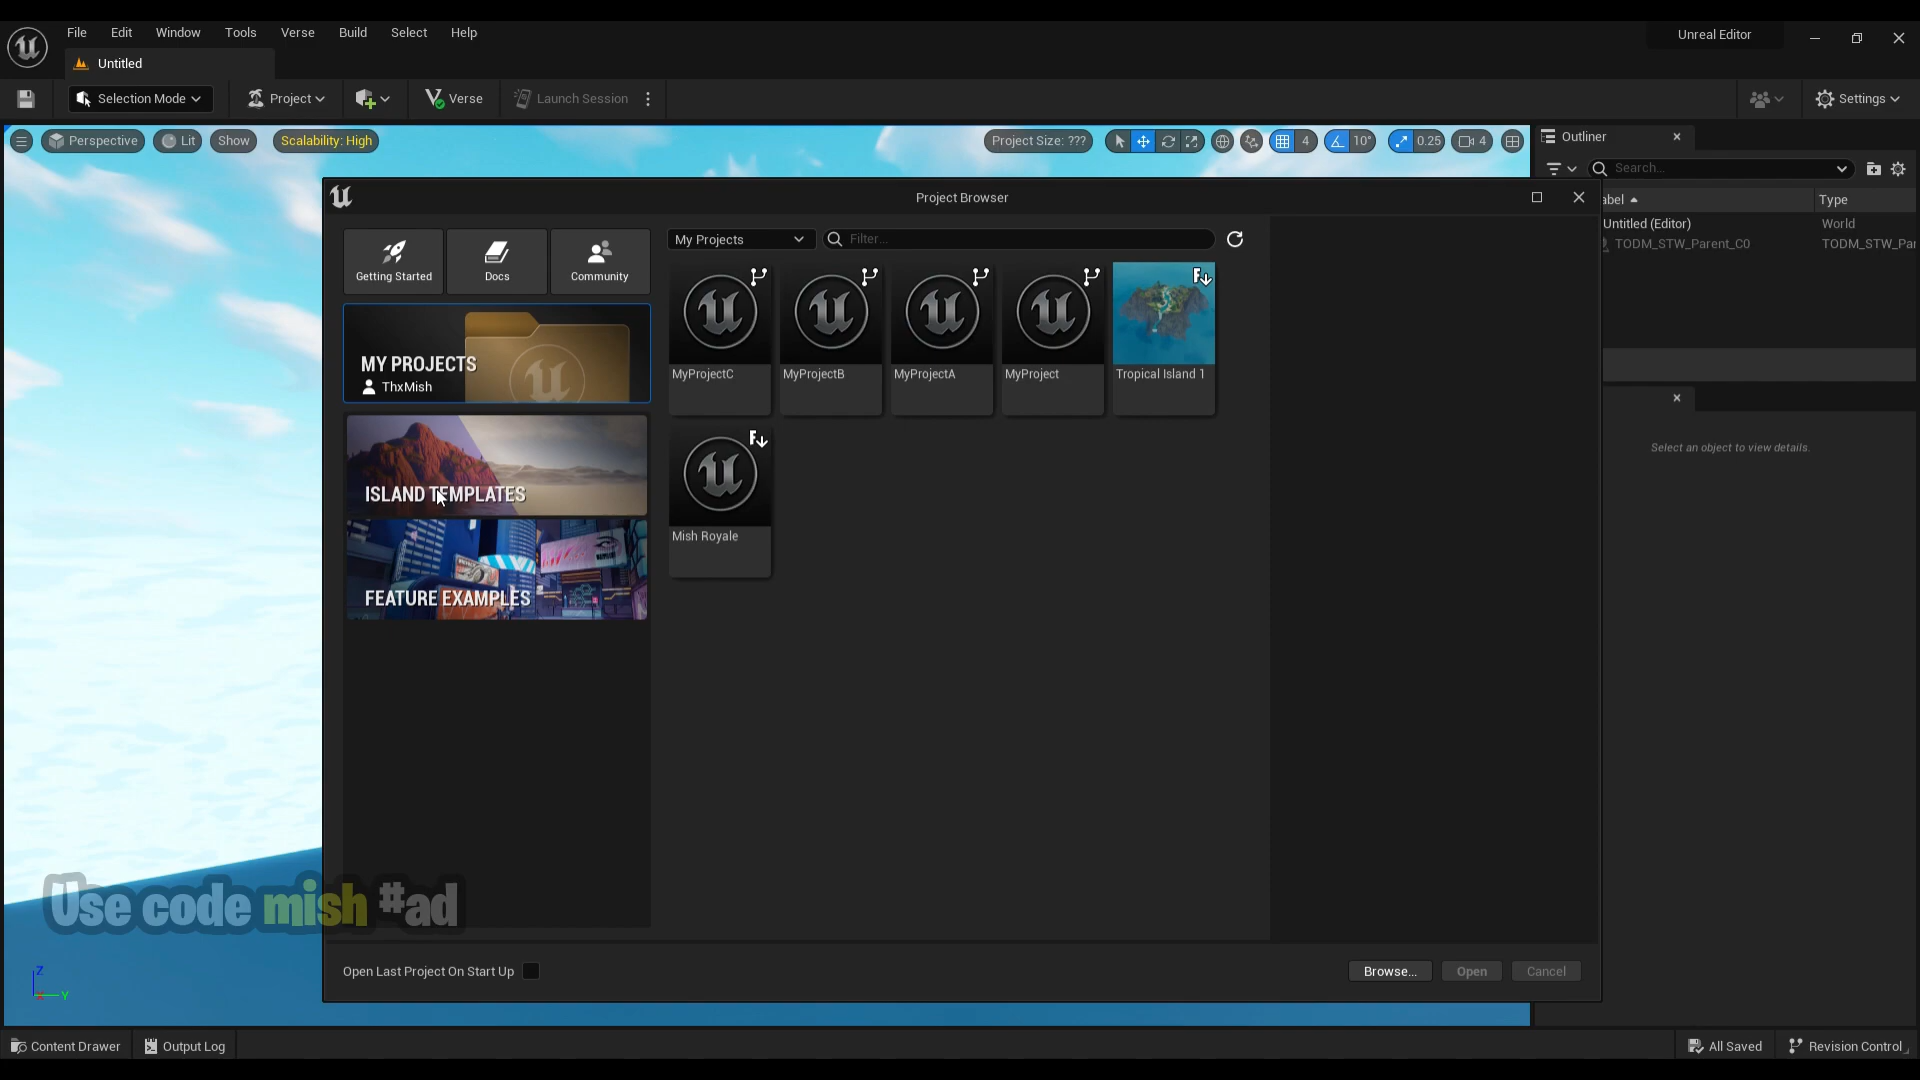 File Edit Window Tools Verse Build Select Help
Unreal Editor
Untitled
Selection Mode
Project
Verse
Launch Session
Settings
Perspective
Lit
Show
Scalability: High
Project Size: ???
4
10°
0.25
4
Outliner
Search...
abel
Type
Untitled (Editor)
World
TODM_STW_Parent_C0
TODM_STW_Par
Select an object to view details.
Project Browser
Getting Started
Docs
Community
MY PROJECTS
ThxMish
ISLAND TEMPLATES
FEATURE EXAMPLES
My Projects
Filter...
MyProjectC
MyProjectB
MyProjectA
MyProject
Tropical Island 1
Mish Royale
Use code mish #ad
Open Last Project On Start Up
Browse...
Open
Cancel
Z
X
Y
Content Drawer
Output Log
All Saved
Revision Control